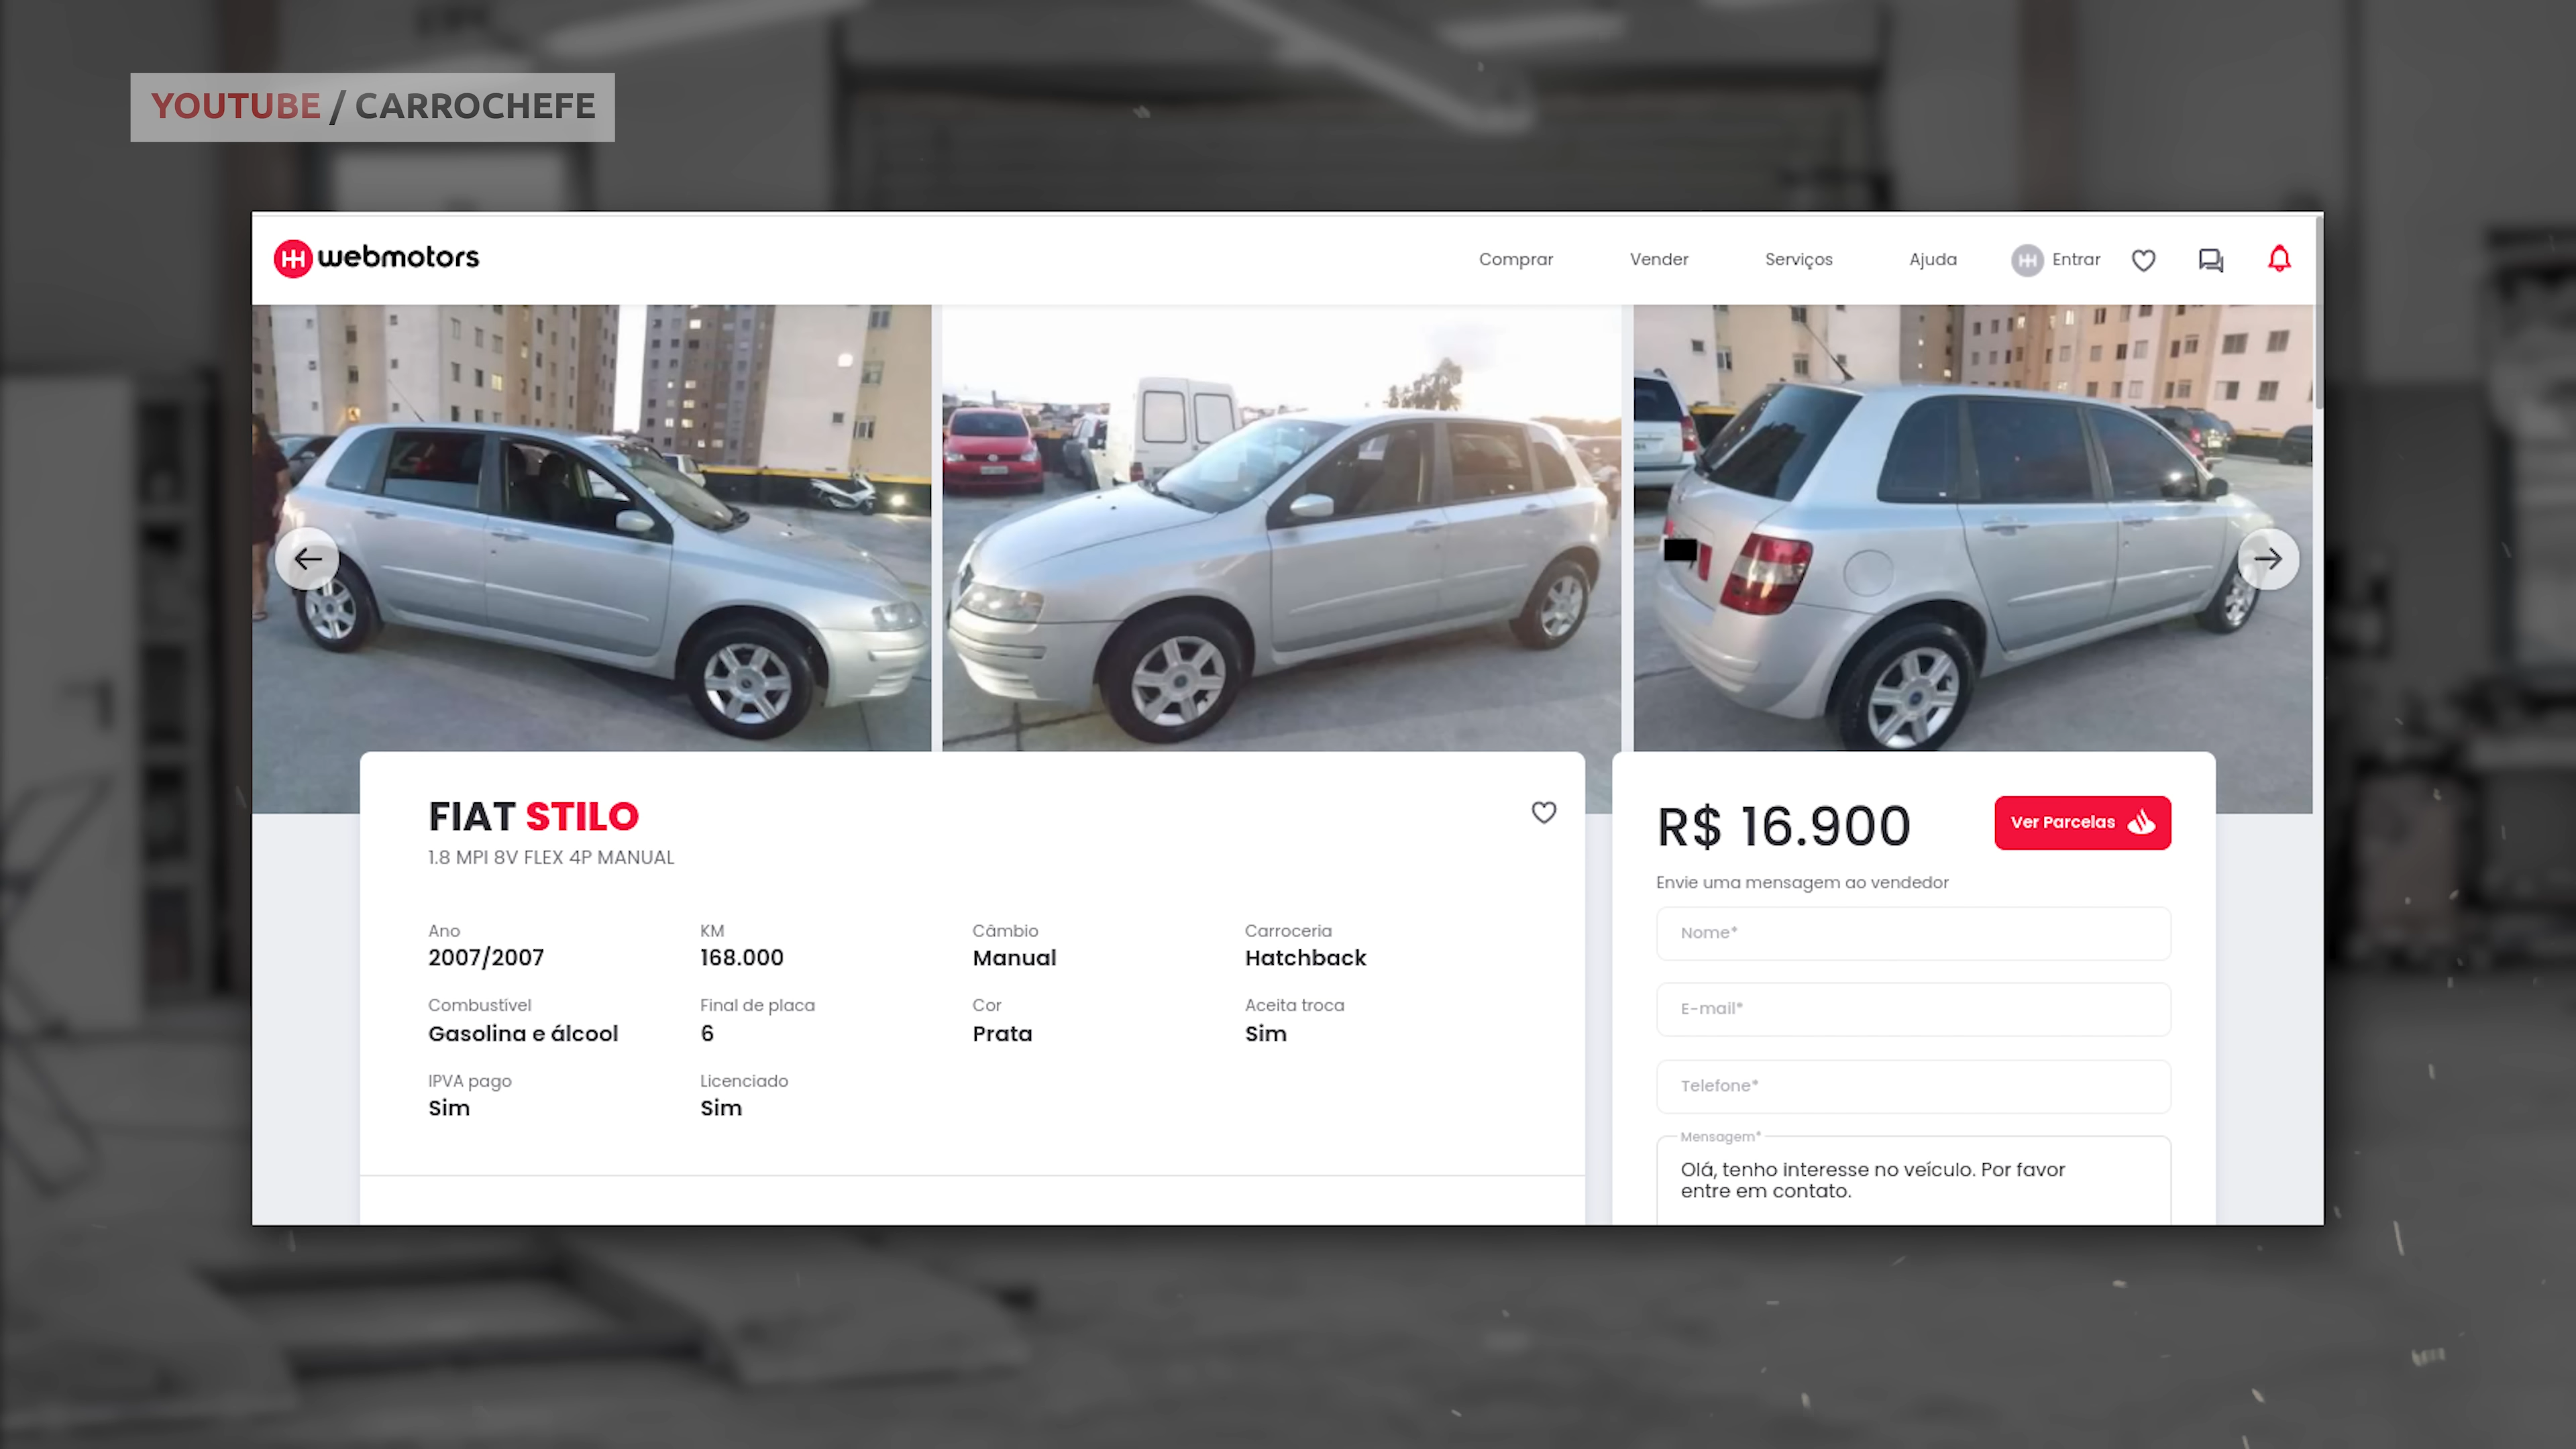 YOUTUBE / CARROCHEFE
webmotors
Comprar
Vender
Serviços
Ajuda
Entrar
FIAT STILO
1.8 MPI 8V FLEX 4P MANUAL
Ano
2007/2007
KM
168.000
Câmbio
Manual
Carroceria
Hatchback
Combustível
Gasolina e álcool
Final de placa
6
Cor
Prata
Aceita troca
Sim
IPVA pago
Sim
Licenciado
Sim
R$ 16.900
Ver Parcelas
Envie uma mensagem ao vendedor
Nome*
E-mail*
Telefone*
Mensagem*
Olá, tenho interesse no veículo. Por favor
entre em contato.